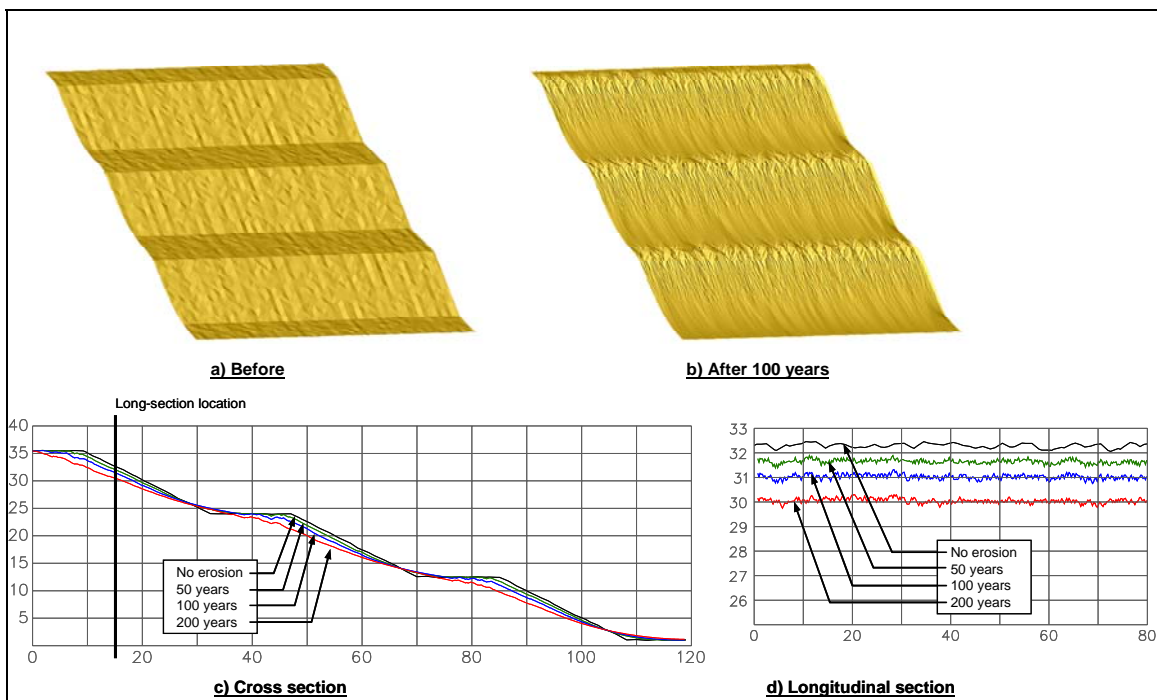 a) Before
b) After 100 years
Long-section location
40
35
30
25
20
15
10
5
0
20
40
60
80
100
120
No erosion
50 years
100 years
200 years
c) Cross section
33
32
31
30
29
28
27
26
0
20
40
60
80
No erosion
50 years
100 years
200 years
d) Longitudinal section